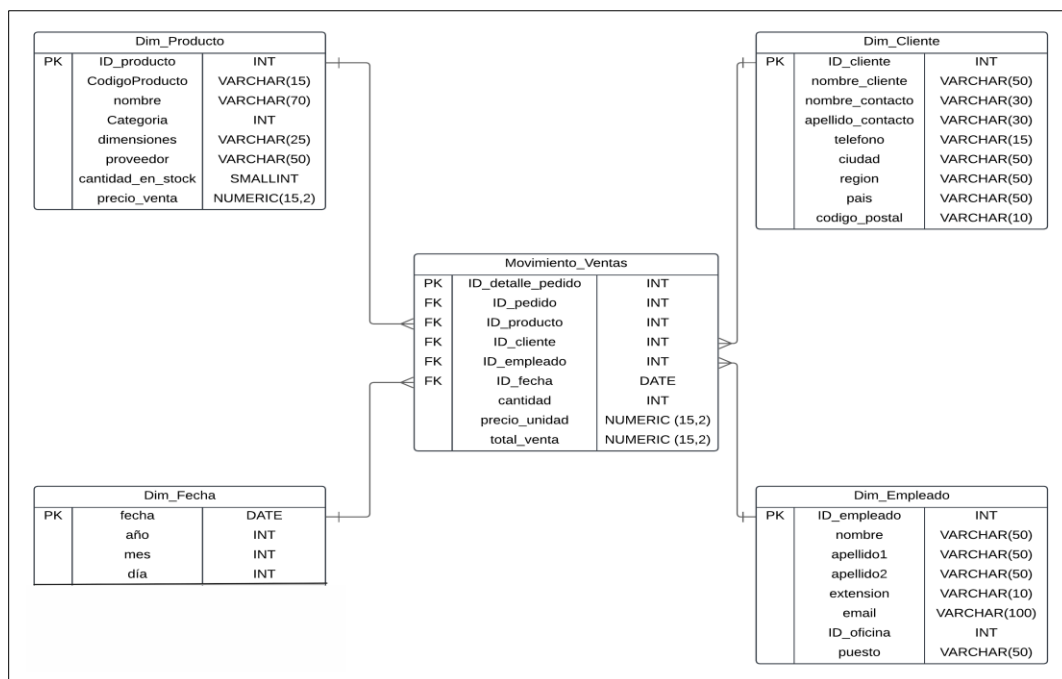 Dim_Producto
PK ID_producto INT
CodigoProducto VARCHAR(15)
nombre VARCHAR(70)
Categoria INT
dimensiones VARCHAR(25)
proveedor VARCHAR(50)
cantidad_en_stock SMALLINT
precio_venta NUMERIC(15,2)
Dim_Cliente
PK ID_cliente INT
nombre_cliente VARCHAR(50)
nombre_contacto VARCHAR(30)
apellido_contacto VARCHAR(30)
telefono VARCHAR(15)
ciudad VARCHAR(50)
region VARCHAR(50)
pais VARCHAR(50)
codigo_postal VARCHAR(10)
Movimiento_Ventas
PK ID_detalle_pedido INT
FK ID_pedido INT
FK ID_producto INT
FK ID_cliente INT
FK ID_empleado INT
FK ID_fecha DATE
cantidad INT
precio_unidad NUMERIC (15,2)
total_venta NUMERIC (15,2)
Dim_Fecha
PK fecha DATE
año INT
mes INT
día INT
Dim_Empleado
PK ID_empleado INT
nombre VARCHAR(50)
apellido1 VARCHAR(50)
apellido2 VARCHAR(50)
extension VARCHAR(10)
email VARCHAR(100)
ID_oficina INT
puesto VARCHAR(50)